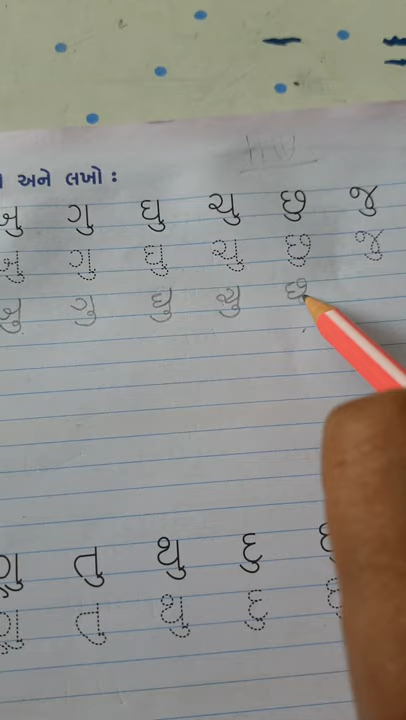 અને લખો :
ખુ ગુ ઘુ ચુ છુ જુ
ખુ ગુ ઘુ ચુ છુ જુ
ખુ ગુ ઘુ ચુ છ
ણુ તુ થુ દુ
ણુ તુ થુ દુ